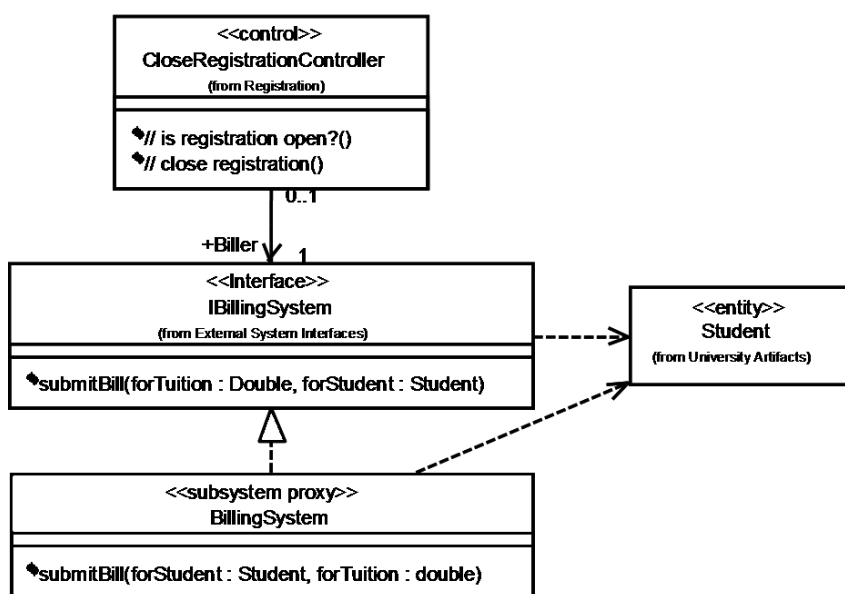 <<control>>
CloseRegistrationController
(from Registration)
// is registration open?()
// close registration()
0..1
+Biller
1
<<Interface>>
IBillingSystem
(from External System Interfaces)
submitBill(forTuition : Double, forStudent : Student)
<<entity>>
Student
(from University Artifacts)
<<subsystem proxy>>
BillingSystem
submitBill(forStudent : Student, forTuition : double)